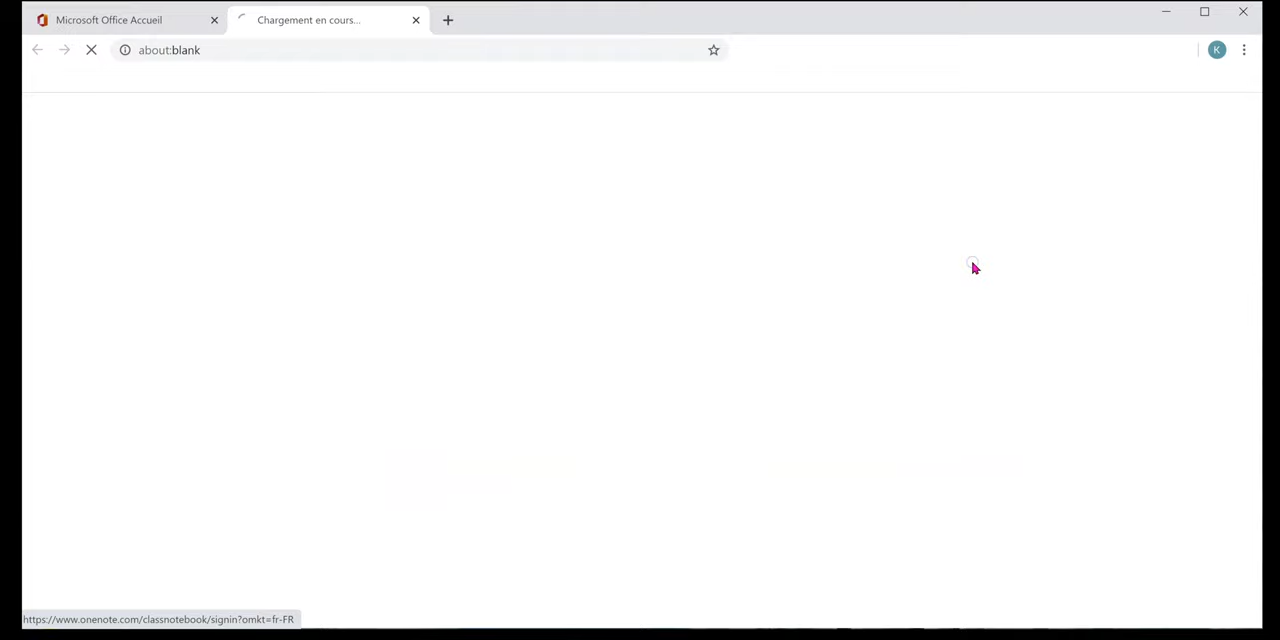 Microsoft Office Accueil
Chargement en cours...
about:blank
K
https://www.onenote.com/classnotebook/signin?omkt=fr-FR